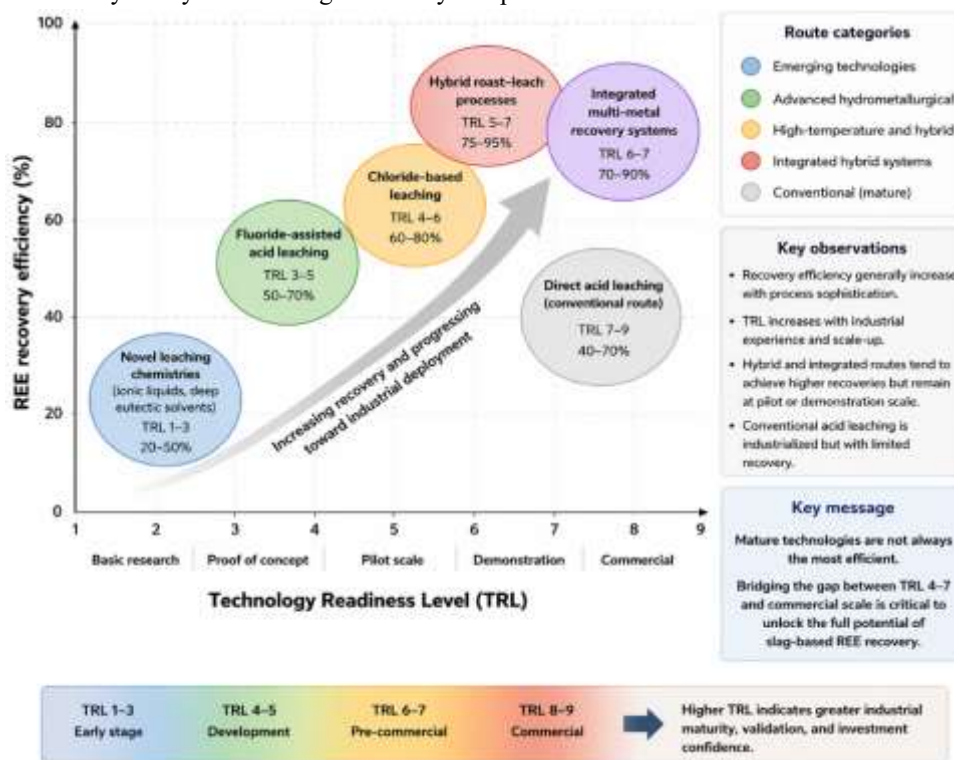 100
80
60
40
20
0
REE recovery efficiency (%)
Hybrid roast–leach
processes
TRL 5–7
75–95%
Integrated
multi-metal
recovery systems
TRL 6–7
70–90%
Chloride-based
leaching
TRL 4–6
60–80%
Fluoride-assisted
acid leaching
TRL 3–5
50–70%
Direct acid leaching
(conventional route)
TRL 7–9
40–70%
Novel leaching
chemistries
(ionic liquids, deep
eutectic solvents)
TRL 1–3
20–50%
Increasing recovery and progressing
toward industrial deployment
1 2 3 4 5 6 7 8 9
Basic research Proof of concept Pilot scale Demonstration Commercial
Technology Readiness Level (TRL)
Route categories
Emerging technologies
Advanced hydrometallurgical
High-temperature and hybrid
Integrated hybrid systems
Conventional (mature)
Key observations
• Recovery efficiency generally increase
with process sophistication.
• TRL increases with industrial
experience and scale-up.
• Hybrid and integrated routes tend to
achieve higher recoveries but remain
at pilot or demonstration scale.
• Conventional acid leaching is
industrialized but with limited
recovery.
Key message
Mature technologies are not always
the most efficient.
Bridging the gap between TRL 4–7
and commercial scale is critical to
unlock the full potential of
slag-based REE recovery.
TRL 1–3
Early stage
TRL 4–5
Development
TRL 6–7
Pre-commercial
TRL 8–9
Commercial
Higher TRL indicates greater industrial
maturity, validation, and investment
confidence.